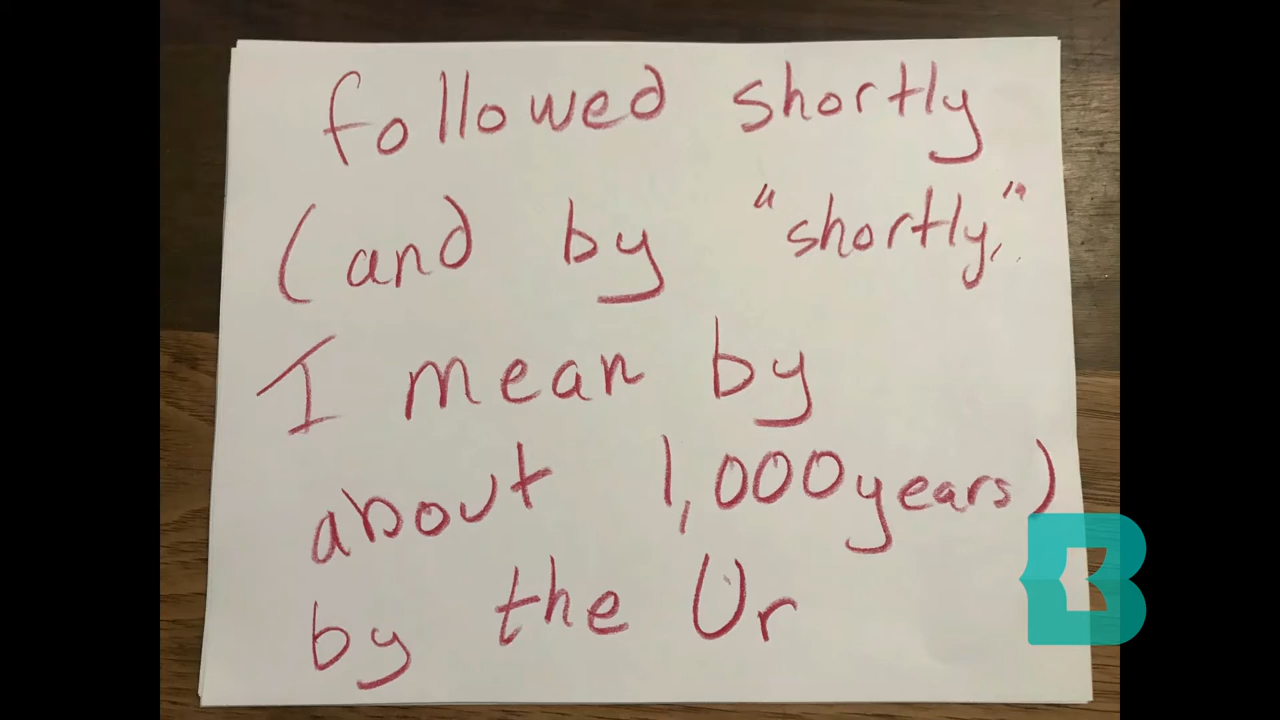 followed shortly
(and by "shortly,"
I mean by
about 1,000 years)
by the Ur
B